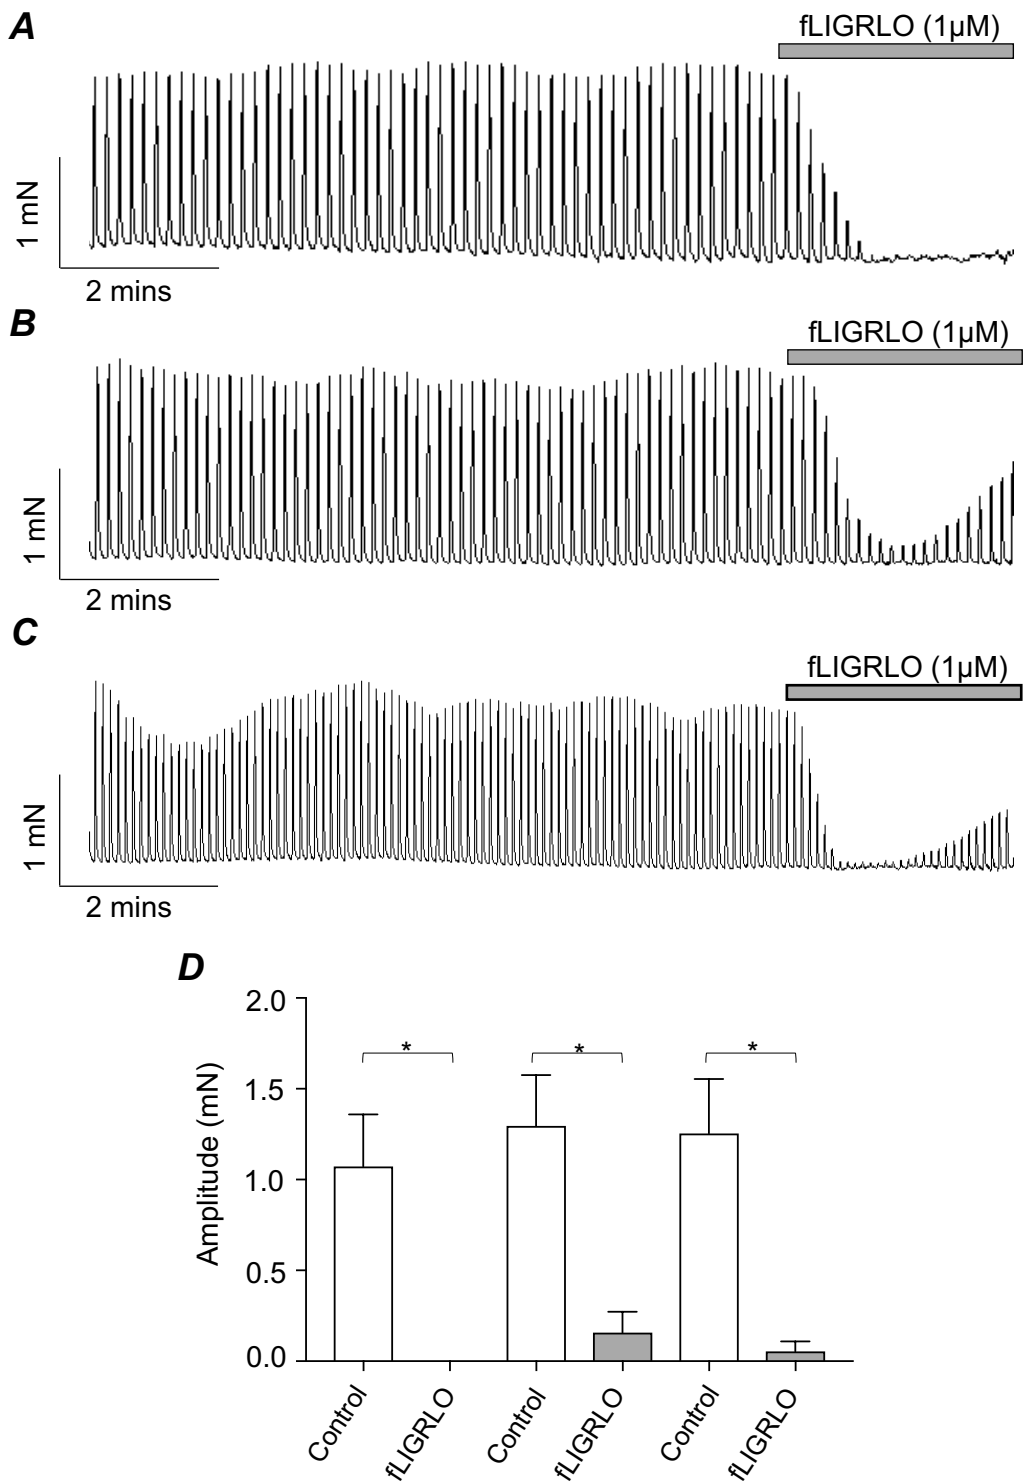 A
fLIGRLO (1µM)
1 mN
2 mins
B
fLIGRLO (1µM)
1 mN
2 mins
C
fLIGRLO (1µM)
1 mN
2 mins
D
Amplitude (mN)
2.0
1.5
1.0
0.5
0.0
* * *
Control fLIGRLO Control fLIGRLO Control fLIGRLO